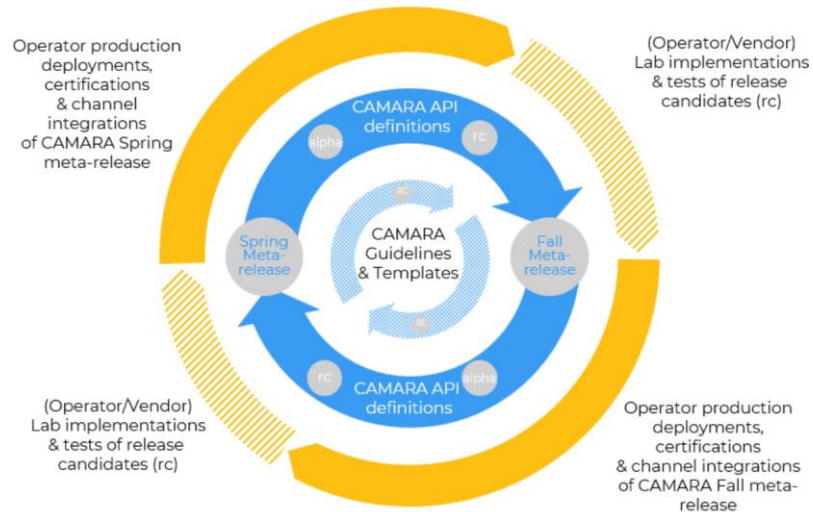 Operator production
deployments,
certifications
& channel
integrations
of CAMARA Spring
meta-release
(Operator/Vendor)
Lab implementations
& tests of release
candidates (rc)
CAMARA API
definitions
alpha
rc
rc
CAMARA
Guidelines
& Templates
rc
Spring
Meta-
release
Fall
Meta-
release
rc
alpha
CAMARA API
definitions
(Operator/Vendor)
Lab implementations
& tests of release
candidates (rc)
Operator production
deployments,
certifications
& channel integrations
of CAMARA Fall meta-
release